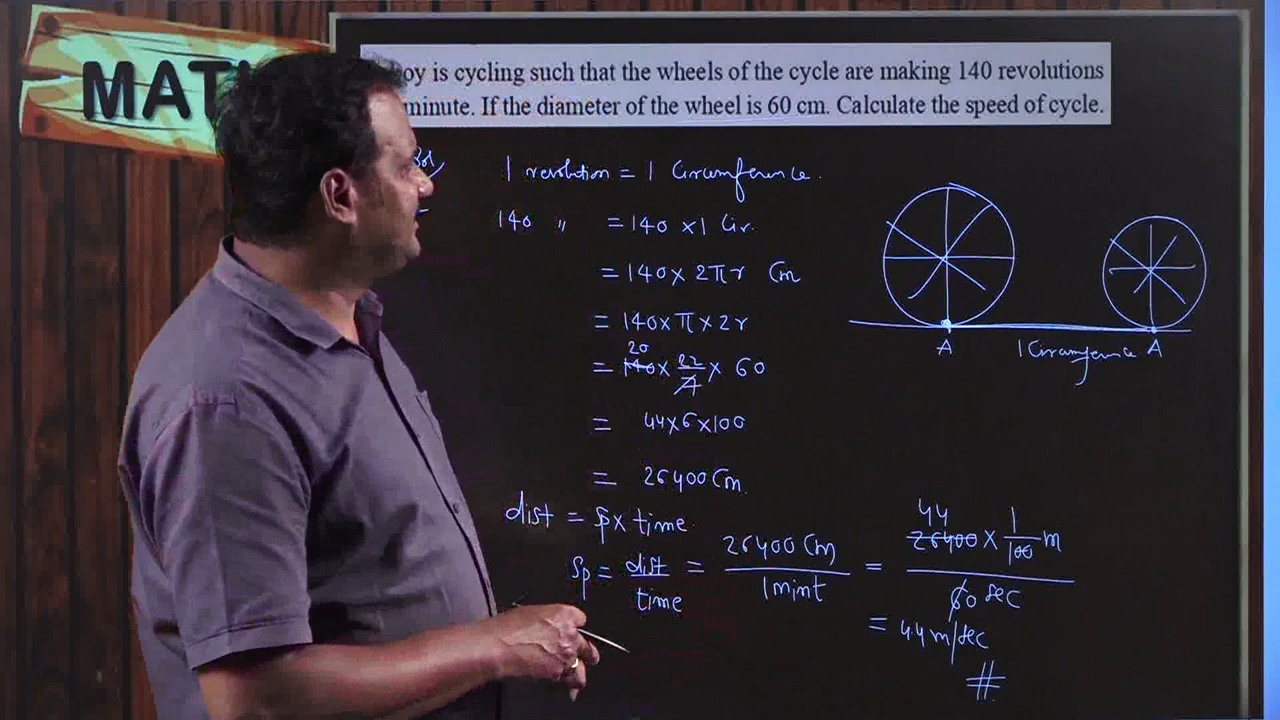 MAT
oy is cycling such that the wheels of the cycle are making 140 revolutions
minute. If the diameter of the wheel is 60 cm. Calculate the speed of cycle.
Sol
1 revolution = 1 Circumference.
140 " = 140 × 1 Cir.
= 140 × 2πr Cm
= 140 × π × 2r
20
= 140 × 22/7 × 60
= 44×6×100
= 26400 Cm.
dist = Sp × time
Sp = dist/time = 26400 Cm/1 mint = 44 26400 × 1/100 m/60 sec
= 4.4 m/sec
A
1 Circumference
A